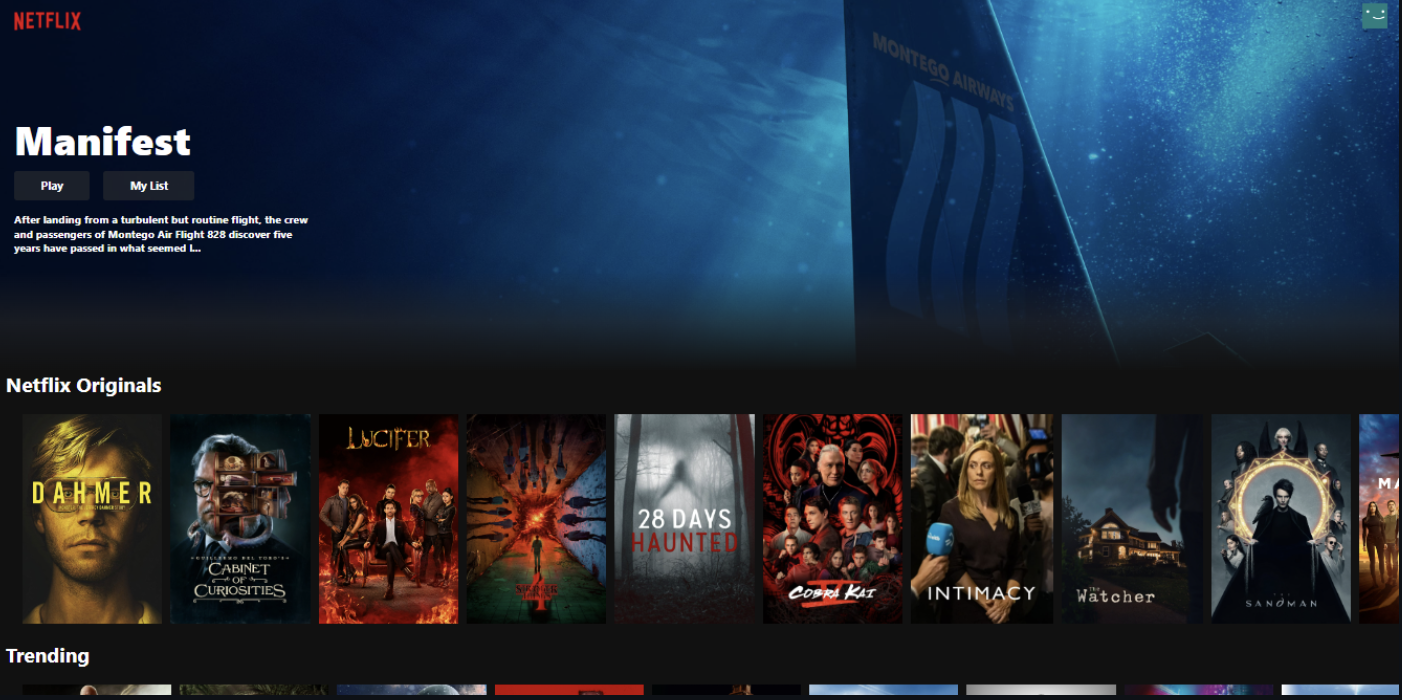 NETFLIX
MONTEGO AIRWAYS
Manifest
Play
My List
After landing from a turbulent but routine flight, the crew
and passengers of Montego Air Flight 828 discover five
years have passed in what seemed l...
Netflix Originals
DAHMER
GUILLERMO DEL TORO'S
CABINET
OF
CURIOSITIES
LUCIFER
4
28 DAYS
HAUNTED
COBRA KAI
V
INTIMACY
The
Watcher
THE
SANDMAN
MA
Trending